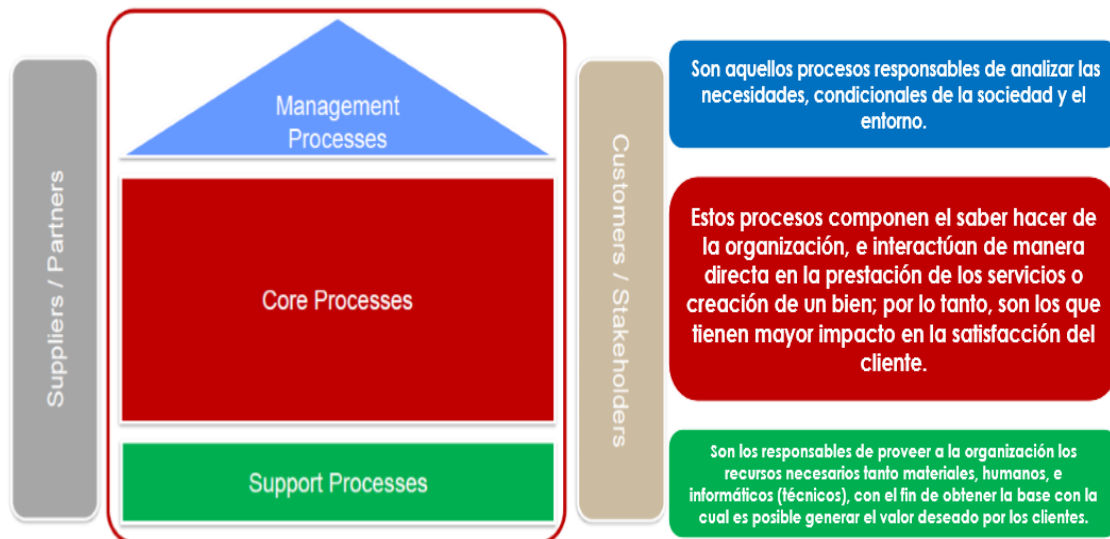 Suppliers / Partners
Management
Processes
Core Processes
Support Processes
Customers / Stakeholders
Son aquellos procesos responsables de analizar las
necesidades, condicionales de la sociedad y el
entorno.
Estos procesos componen el saber hacer de
la organización, e interactúan de manera
directa en la prestación de los servicios o
creación de un bien; por lo tanto, son los que
tienen mayor impacto en la satisfacción del
cliente.
Son los responsables de proveer a la organización los
recursos necesarios tanto materiales, humanos, e
informáticos (técnicos), con el fin de obtener la base con la
cual es posible generar el valor deseado por los clientes.